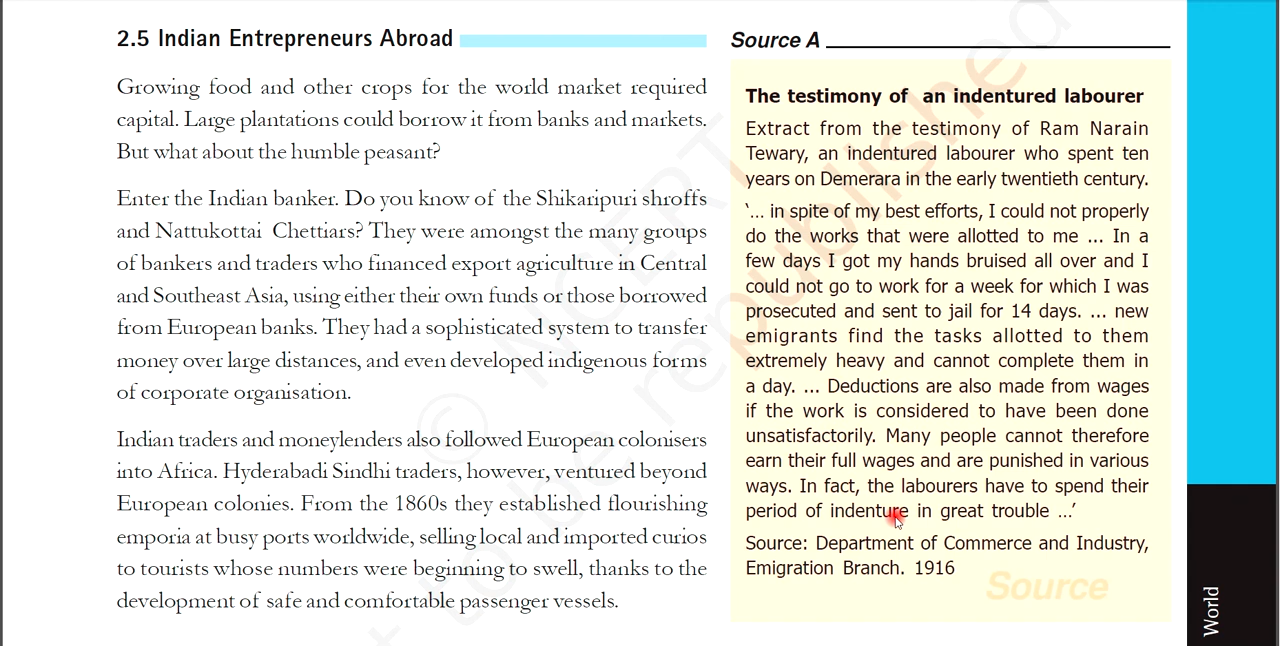 2.5 Indian Entrepreneurs Abroad
Growing food and other crops for the world market required
capital. Large plantations could borrow it from banks and markets.
But what about the humble peasant?
Enter the Indian banker. Do you know of the Shikaripuri shroffs
and Nattukottai Chettiars? They were amongst the many groups
of bankers and traders who financed export agriculture in Central
and Southeast Asia, using either their own funds or those borrowed
from European banks. They had a sophisticated system to transfer
money over large distances, and even developed indigenous forms
of corporate organisation.
Indian traders and moneylenders also followed European colonisers
into Africa. Hyderabadi Sindhi traders, however, ventured beyond
European colonies. From the 1860s they established flourishing
emporia at busy ports worldwide, selling local and imported curios
to tourists whose numbers were beginning to swell, thanks to the
development of safe and comfortable passenger vessels.
Source A
The testimony of an indentured labourer
Extract from the testimony of Ram Narain
Tewary, an indentured labourer who spent ten
years on Demerara in the early twentieth century.
‘... in spite of my best efforts, I could not properly
do the works that were allotted to me ... In a
few days I got my hands bruised all over and I
could not go to work for a week for which I was
prosecuted and sent to jail for 14 days. ... new
emigrants find the tasks allotted to them
extremely heavy and cannot complete them in
a day. ... Deductions are also made from wages
if the work is considered to have been done
unsatisfactorily. Many people cannot therefore
earn their full wages and are punished in various
ways. In fact, the labourers have to spend their
period of indenture in great trouble ...’
Source: Department of Commerce and Industry,
Emigration Branch. 1916
Source
World
© NCERT
not to be republished